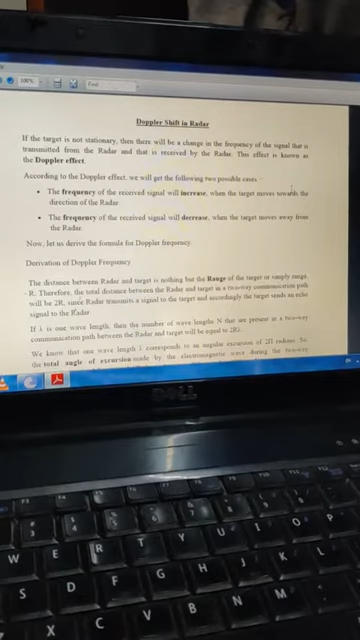 100%
Find
Doppler Shift in Radar
If the target is not stationary, then there will be a change in the frequency of the signal that is
transmitted from the Radar and that is received by the Radar. This effect is known as
the Doppler effect.
According to the Doppler effect, we will get the following two possible cases −
• The frequency of the received signal will increase, when the target moves towards the
direction of the Radar.
• The frequency of the received signal will decrease, when the target moves away from
the Radar.
Now, let us derive the formula for Doppler frequency.
Derivation of Doppler Frequency
The distance between Radar and target is nothing but the Range of the target or simply range,
R. Therefore, the total distance between the Radar and target in a two-way communication path
will be 2R, since Radar transmits a signal to the target and accordingly the target sends an echo
signal to the Radar.
If λ is one wave length, then the number of wave lengths N that are present in a two-way
communication path between the Radar and target will be equal to 2R/
We know that one wave length λ corresponds to an angular excursion of 2Π radians. So,
the total angle of excursion made by the electromagnetic wave during the two-way
DELL
F3 F4 F5 F6 F7 F8 F9 F10 F11 F12
# 3 $ 4 % 5 6 & 7 8 9
W E R T Y U I O P
S D F G H J K L
X C V B N M